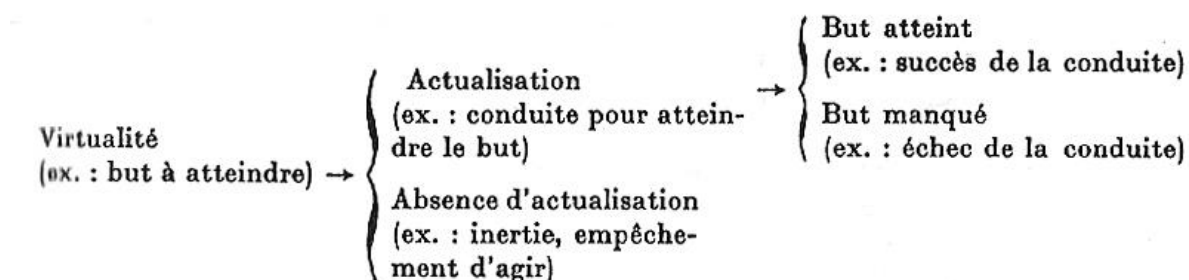 Virtualité
(ex. : but à atteindre) →
Actualisation
(ex. : conduite pour attein-
dre le but)
Absence d'actualisation
(ex. : inertie, empêche-
ment d'agir)
→
But atteint
(ex. : succès de la conduite)
But manqué
(ex. : échec de la conduite)